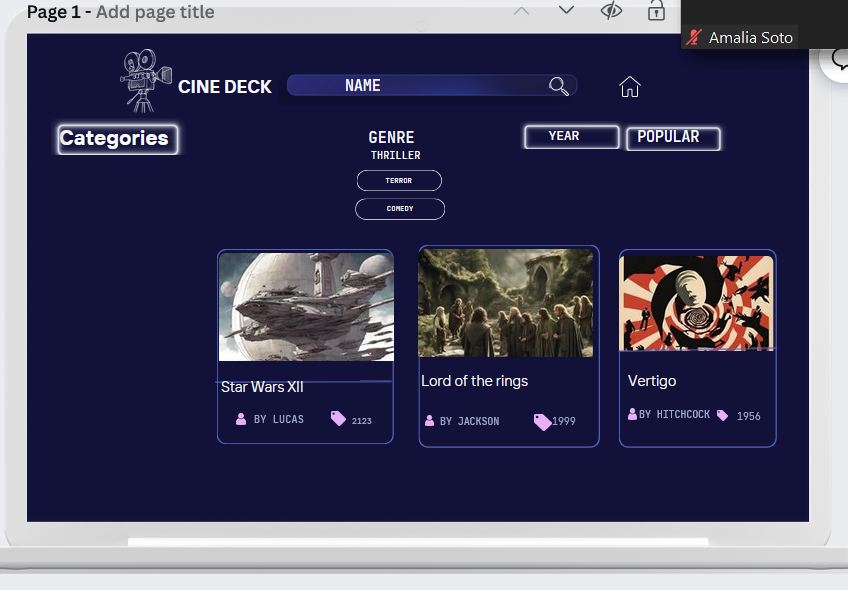 Page 1 - Add page title
Amalia Soto
CINE DECK
NAME
Categories
GENRE
YEAR
POPULAR
THRILLER
TERROR
COMEDY
Star Wars XII
Lord of the rings
Vertigo
BY LUCAS
2123
BY JACKSON
1999
BY HITCHCOCK
1956